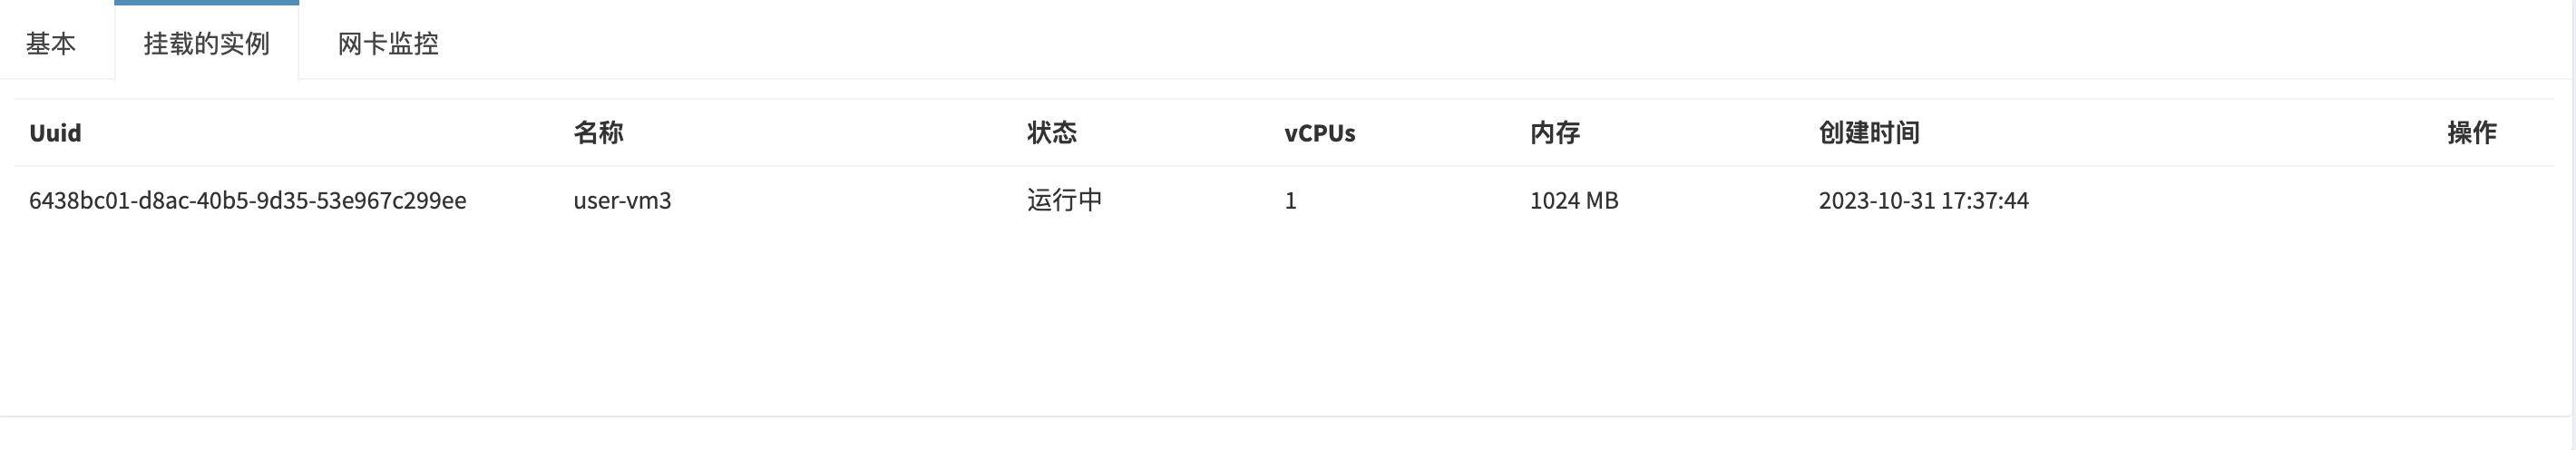 基本 挂载的实例 网卡监控
Uuid 名称 状态 vCPUs 内存 创建时间 操作
6438bc01-d8ac-40b5-9d35-53e967c299ee user-vm3 运行中 1 1024 MB 2023-10-31 17:37:44